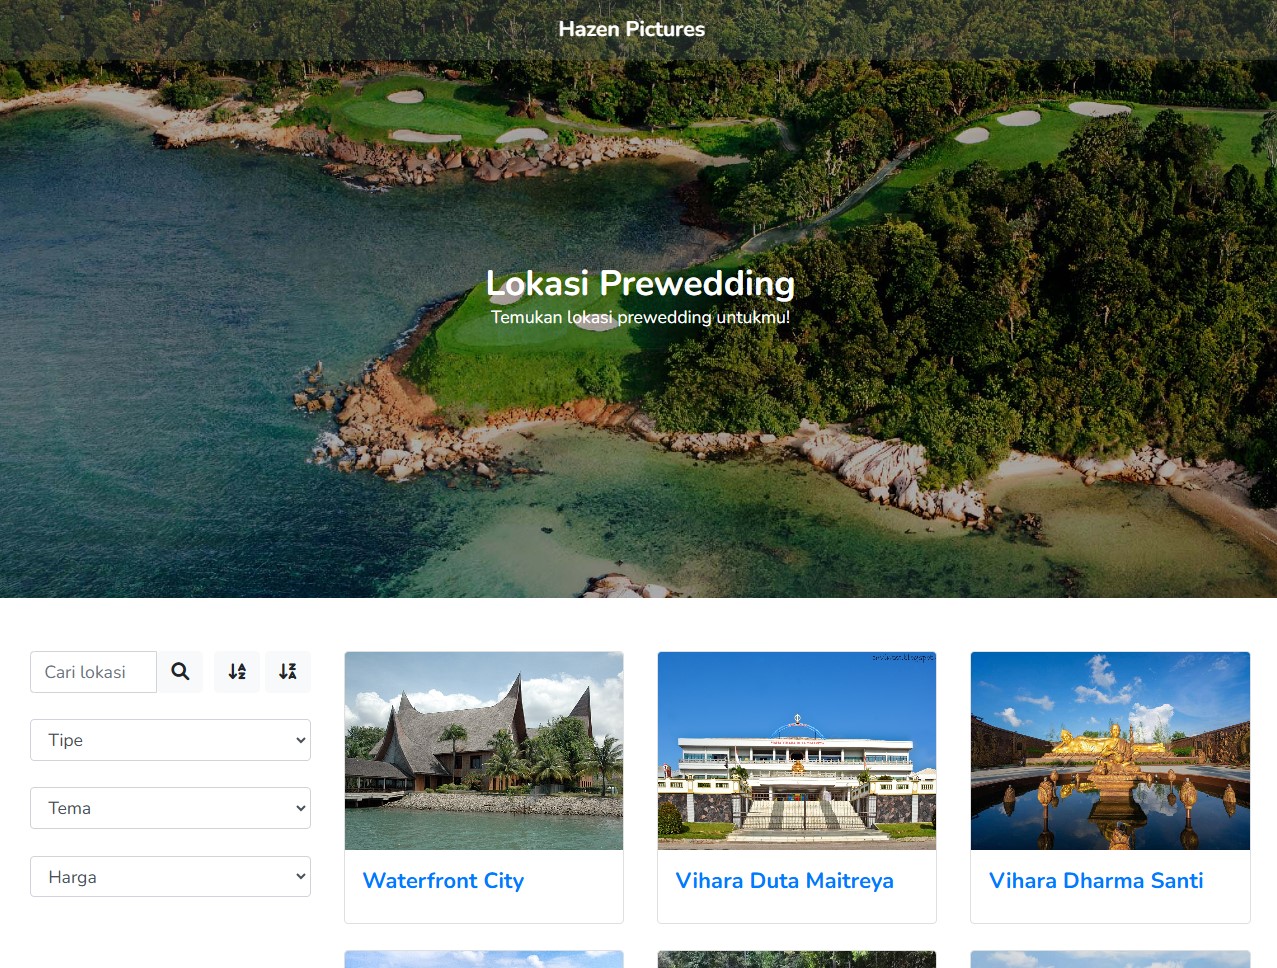 Hazen Pictures
Lokasi Prewedding
Temukan lokasi prewedding untukmu!
Cari lokasi
Tipe
Tema
Harga
Waterfront City
Vihara Duta Maitreya
Vihara Dharma Santi